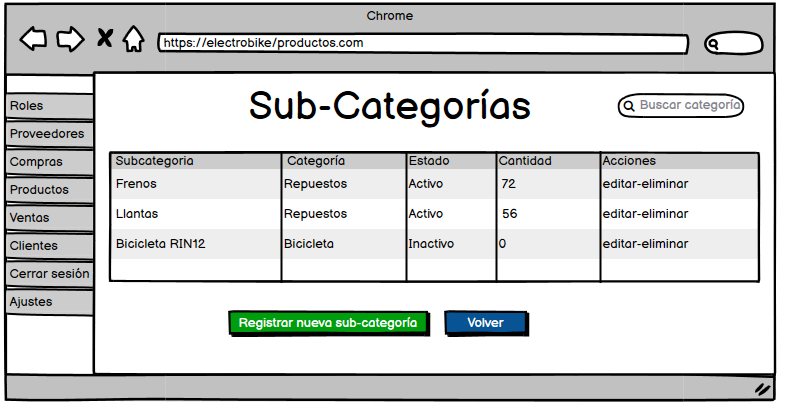 Chrome
https://electrobike/productos.com
Sub-Categorías
Buscar categoría
Roles
Proveedores
Compras
Productos
Ventas
Clientes
Cerrar sesión
Ajustes
Subcategoria Categoría Estado Cantidad Acciones
Frenos Repuestos Activo 72 editar-eliminar
Llantas Repuestos Activo 56 editar-eliminar
Bicicleta RIN12 Bicicleta Inactivo 0 editar-eliminar
Registrar nueva sub-categoría Volver